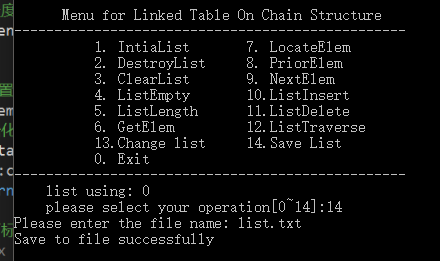 Menu for Linked Table On Chain Structure
-------------------------------------------------
1. IntiaList 7. LocateElem
2. DestroyList 8. PriorElem
3. ClearList 9. NextElem
4. ListEmpty 10.ListInsert
5. ListLength 11.ListDelete
6. GetElem 12.ListTraverse
13.Change list 14.Save List
0. Exit
-------------------------------------------------
list using: 0
please select your operation[0~14]:14
Please enter the file name: list.txt
Save to file successfully